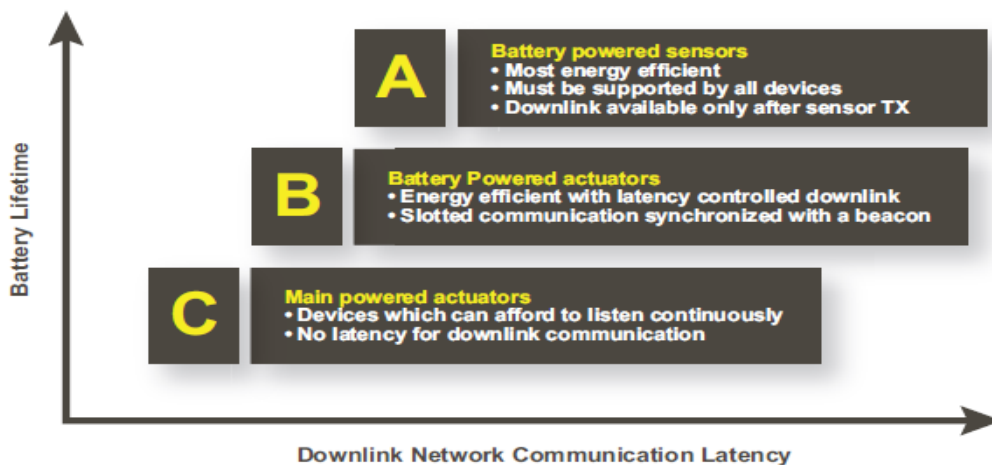 Battery Lifetime
A
Battery powered sensors
• Most energy efficient
• Must be supported by all devices
• Downlink available only after sensor TX
B
Battery Powered actuators
• Energy efficient with latency controlled downlink
• Slotted communication synchronized with a beacon
C
Main powered actuators
• Devices which can afford to listen continuously
• No latency for downlink communication
Downlink Network Communication Latency